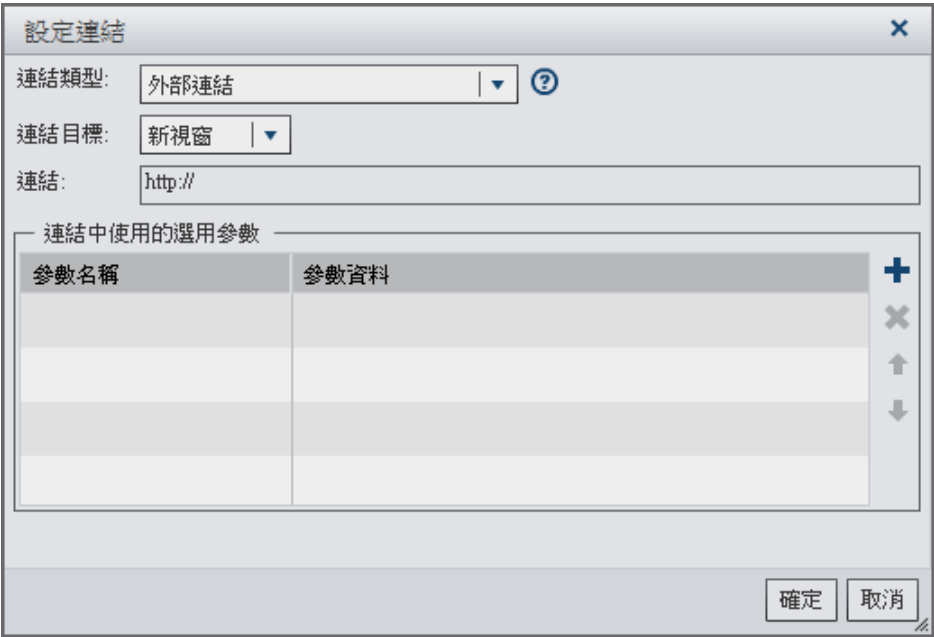 設定連結
連結類型: 外部連結
連結目標: 新視窗
連結: http://
連結中使用的選用參數
參數名稱 參數資料
確定 取消